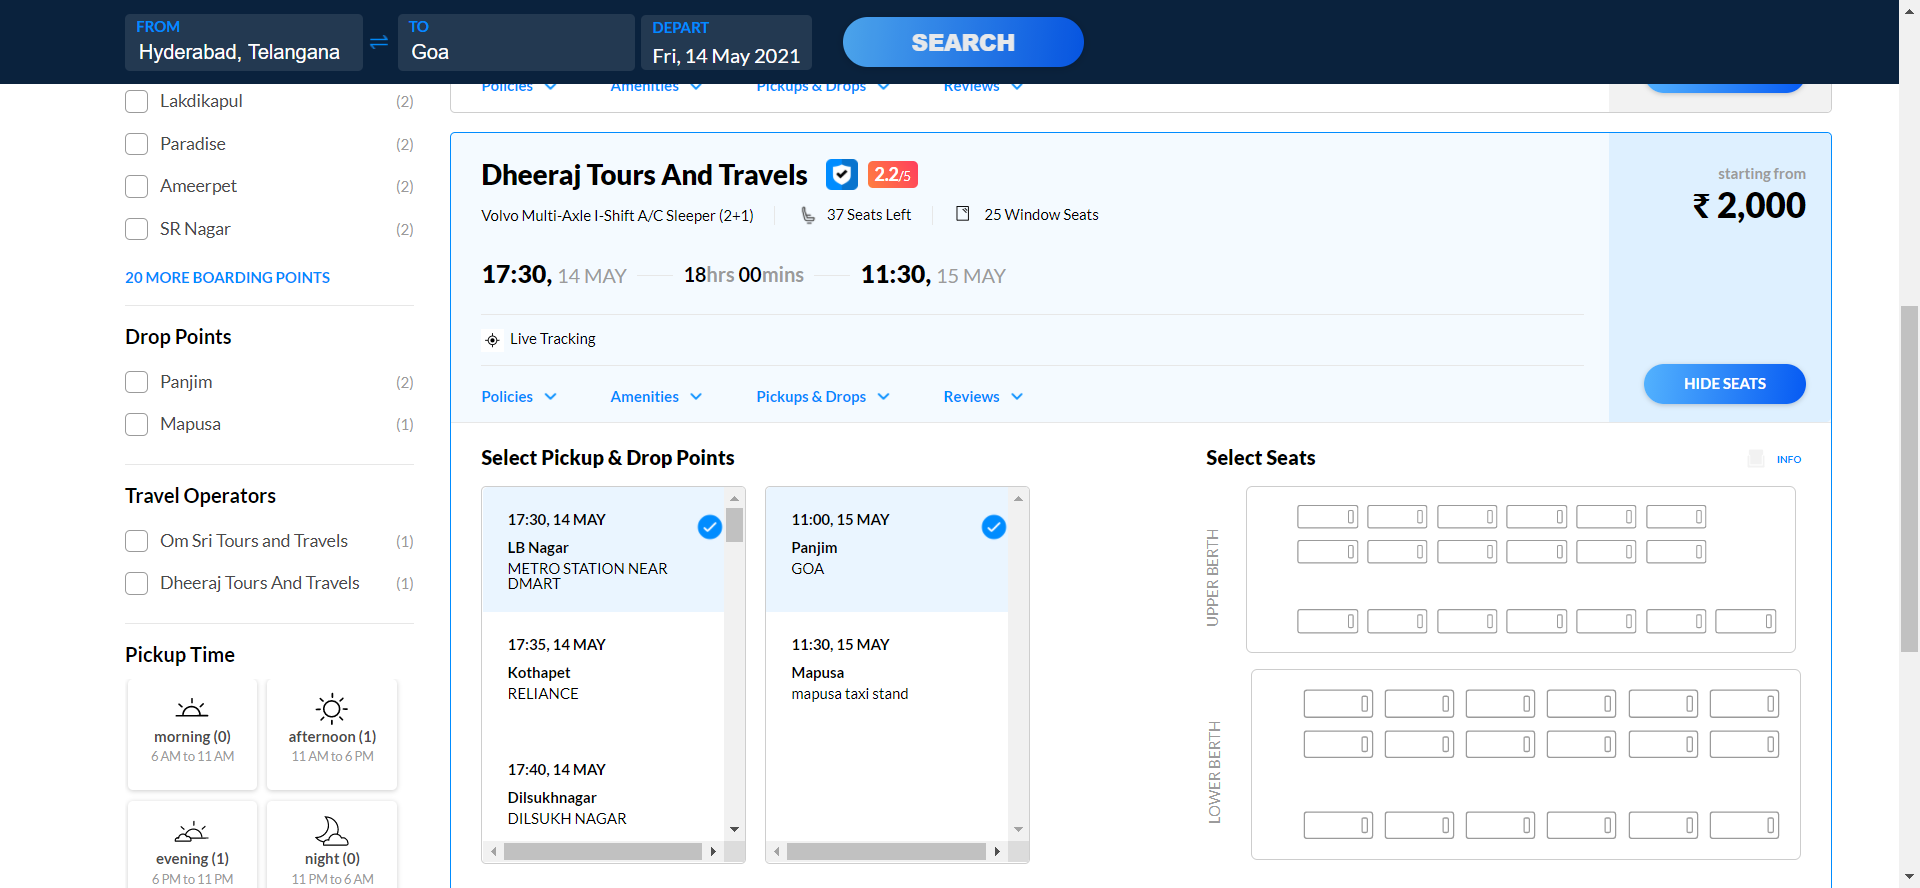 FROM
Hyderabad, Telangana
TO
Goa
DEPART
Fri, 14 May 2021
SEARCH
Lakdikapul (2)
Paradise (2)
Ameerpet (2)
SR Nagar (2)
20 MORE BOARDING POINTS
Drop Points
Panjim (2)
Mapusa (1)
Travel Operators
Om Sri Tours and Travels (1)
Dheeraj Tours And Travels (1)
Pickup Time
morning (0)
6 AM to 11 AM
afternoon (1)
11 AM to 6 PM
evening (1)
6 PM to 11 PM
night (0)
11 PM to 6 AM
Policies Amenities Pickups & Drops Reviews
Dheeraj Tours And Travels 2.2/5
Volvo Multi-Axle I-Shift A/C Sleeper (2+1) 37 Seats Left 25 Window Seats
17:30, 14 MAY 18hrs 00mins 11:30, 15 MAY
Live Tracking
Policies Amenities Pickups & Drops Reviews
starting from
₹ 2,000
HIDE SEATS
Select Pickup & Drop Points
17:30, 14 MAY
LB Nagar
METRO STATION NEAR
DMART
17:35, 14 MAY
Kothapet
RELIANCE
17:40, 14 MAY
Dilsukhnagar
DILSUKH NAGAR
11:00, 15 MAY
Panjim
GOA
11:30, 15 MAY
Mapusa
mapusa taxi stand
Select Seats
INFO
UPPER BERTH
LOWER BERTH